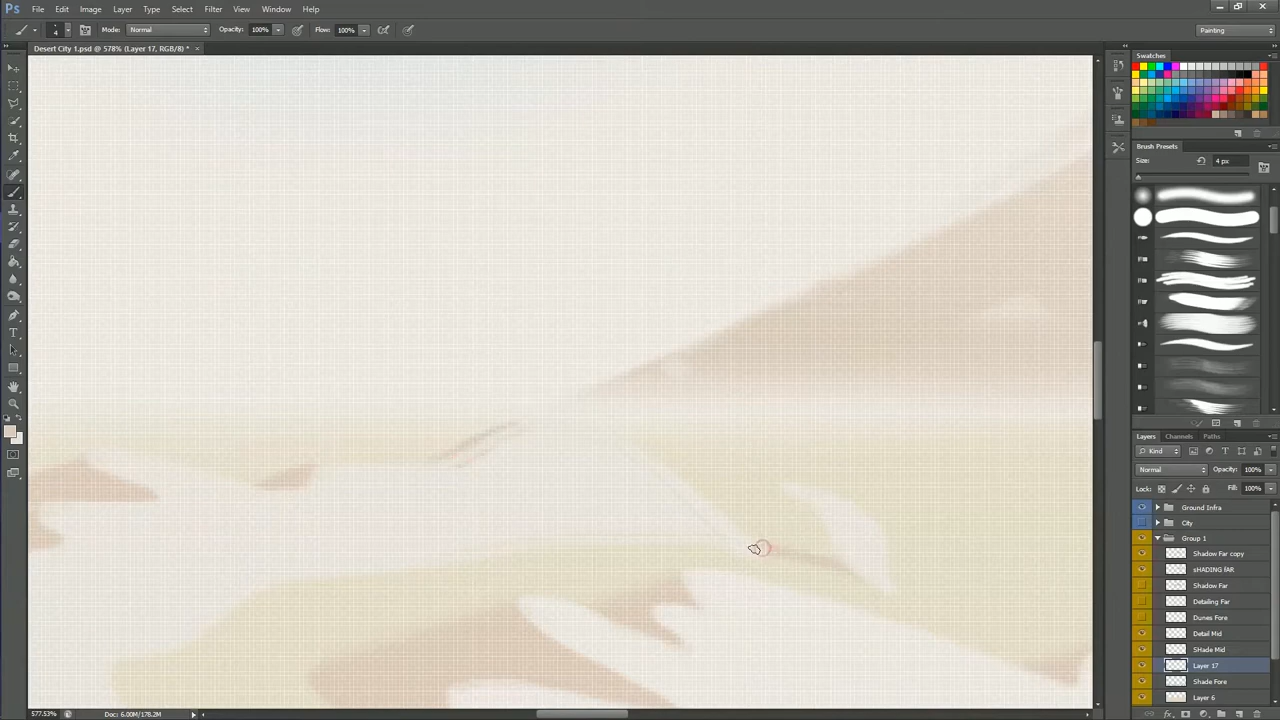 Ps File Edit Image Layer Type Select Filter Edit View Window Help
4 Mode: Normal Opacity: 100% Flow: 100% Painting
Desert City 1.psd @ 578% (Layer 17, RGB/8) * ×
Swatches
Brush Presets
Size: 4 px
Layers Channels Paths
Kind
Normal Opacity: 100%
Lock: Fill: 100%
Ground Infra
City
Group 1
Shadow Far copy
sHADING fAR
Shadow Far
Detailing Far
Dunes Fore
Detail Mid
SHade Mid
Layer 17
Shade Fore
Layer 6
577.53% Doc: 6.00M/178.2M